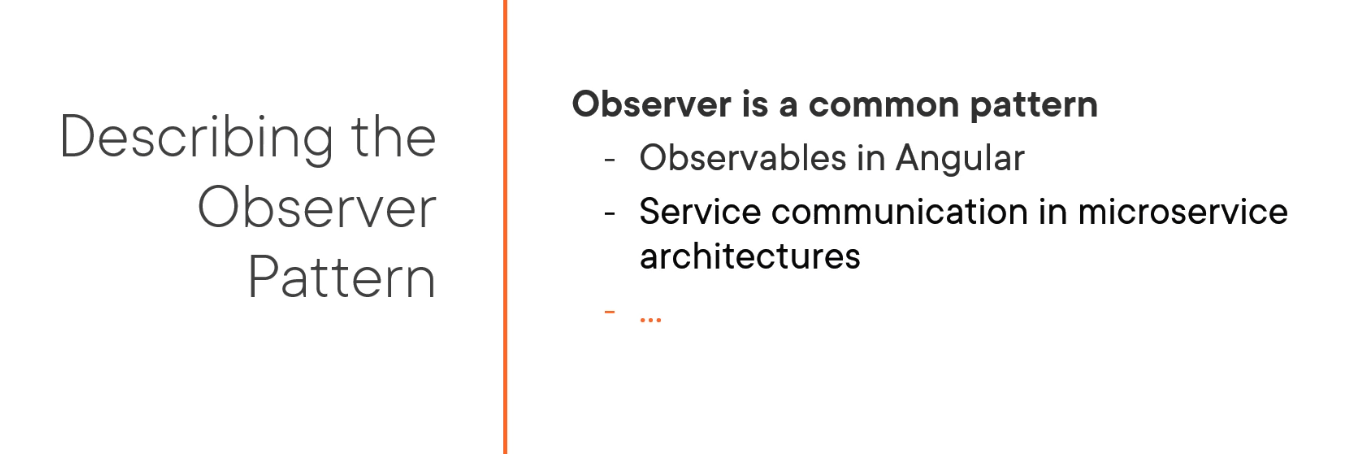 Describing the
Observer
Pattern
Observer is a common pattern
- Observables in Angular
- Service communication in microservice
architectures
- ...